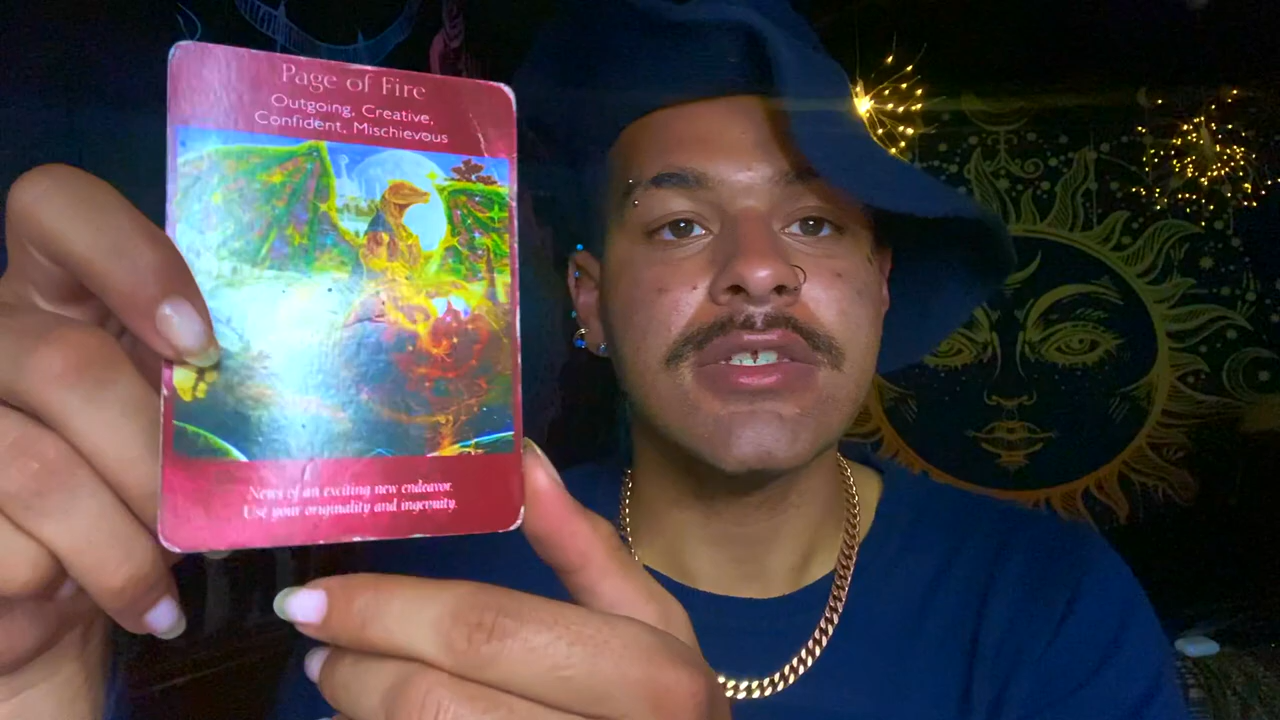 Page of Fire
Outgoing, Creative,
Confident, Mischievous
News of an exciting new endeavor.
Use your originality and ingenuity.